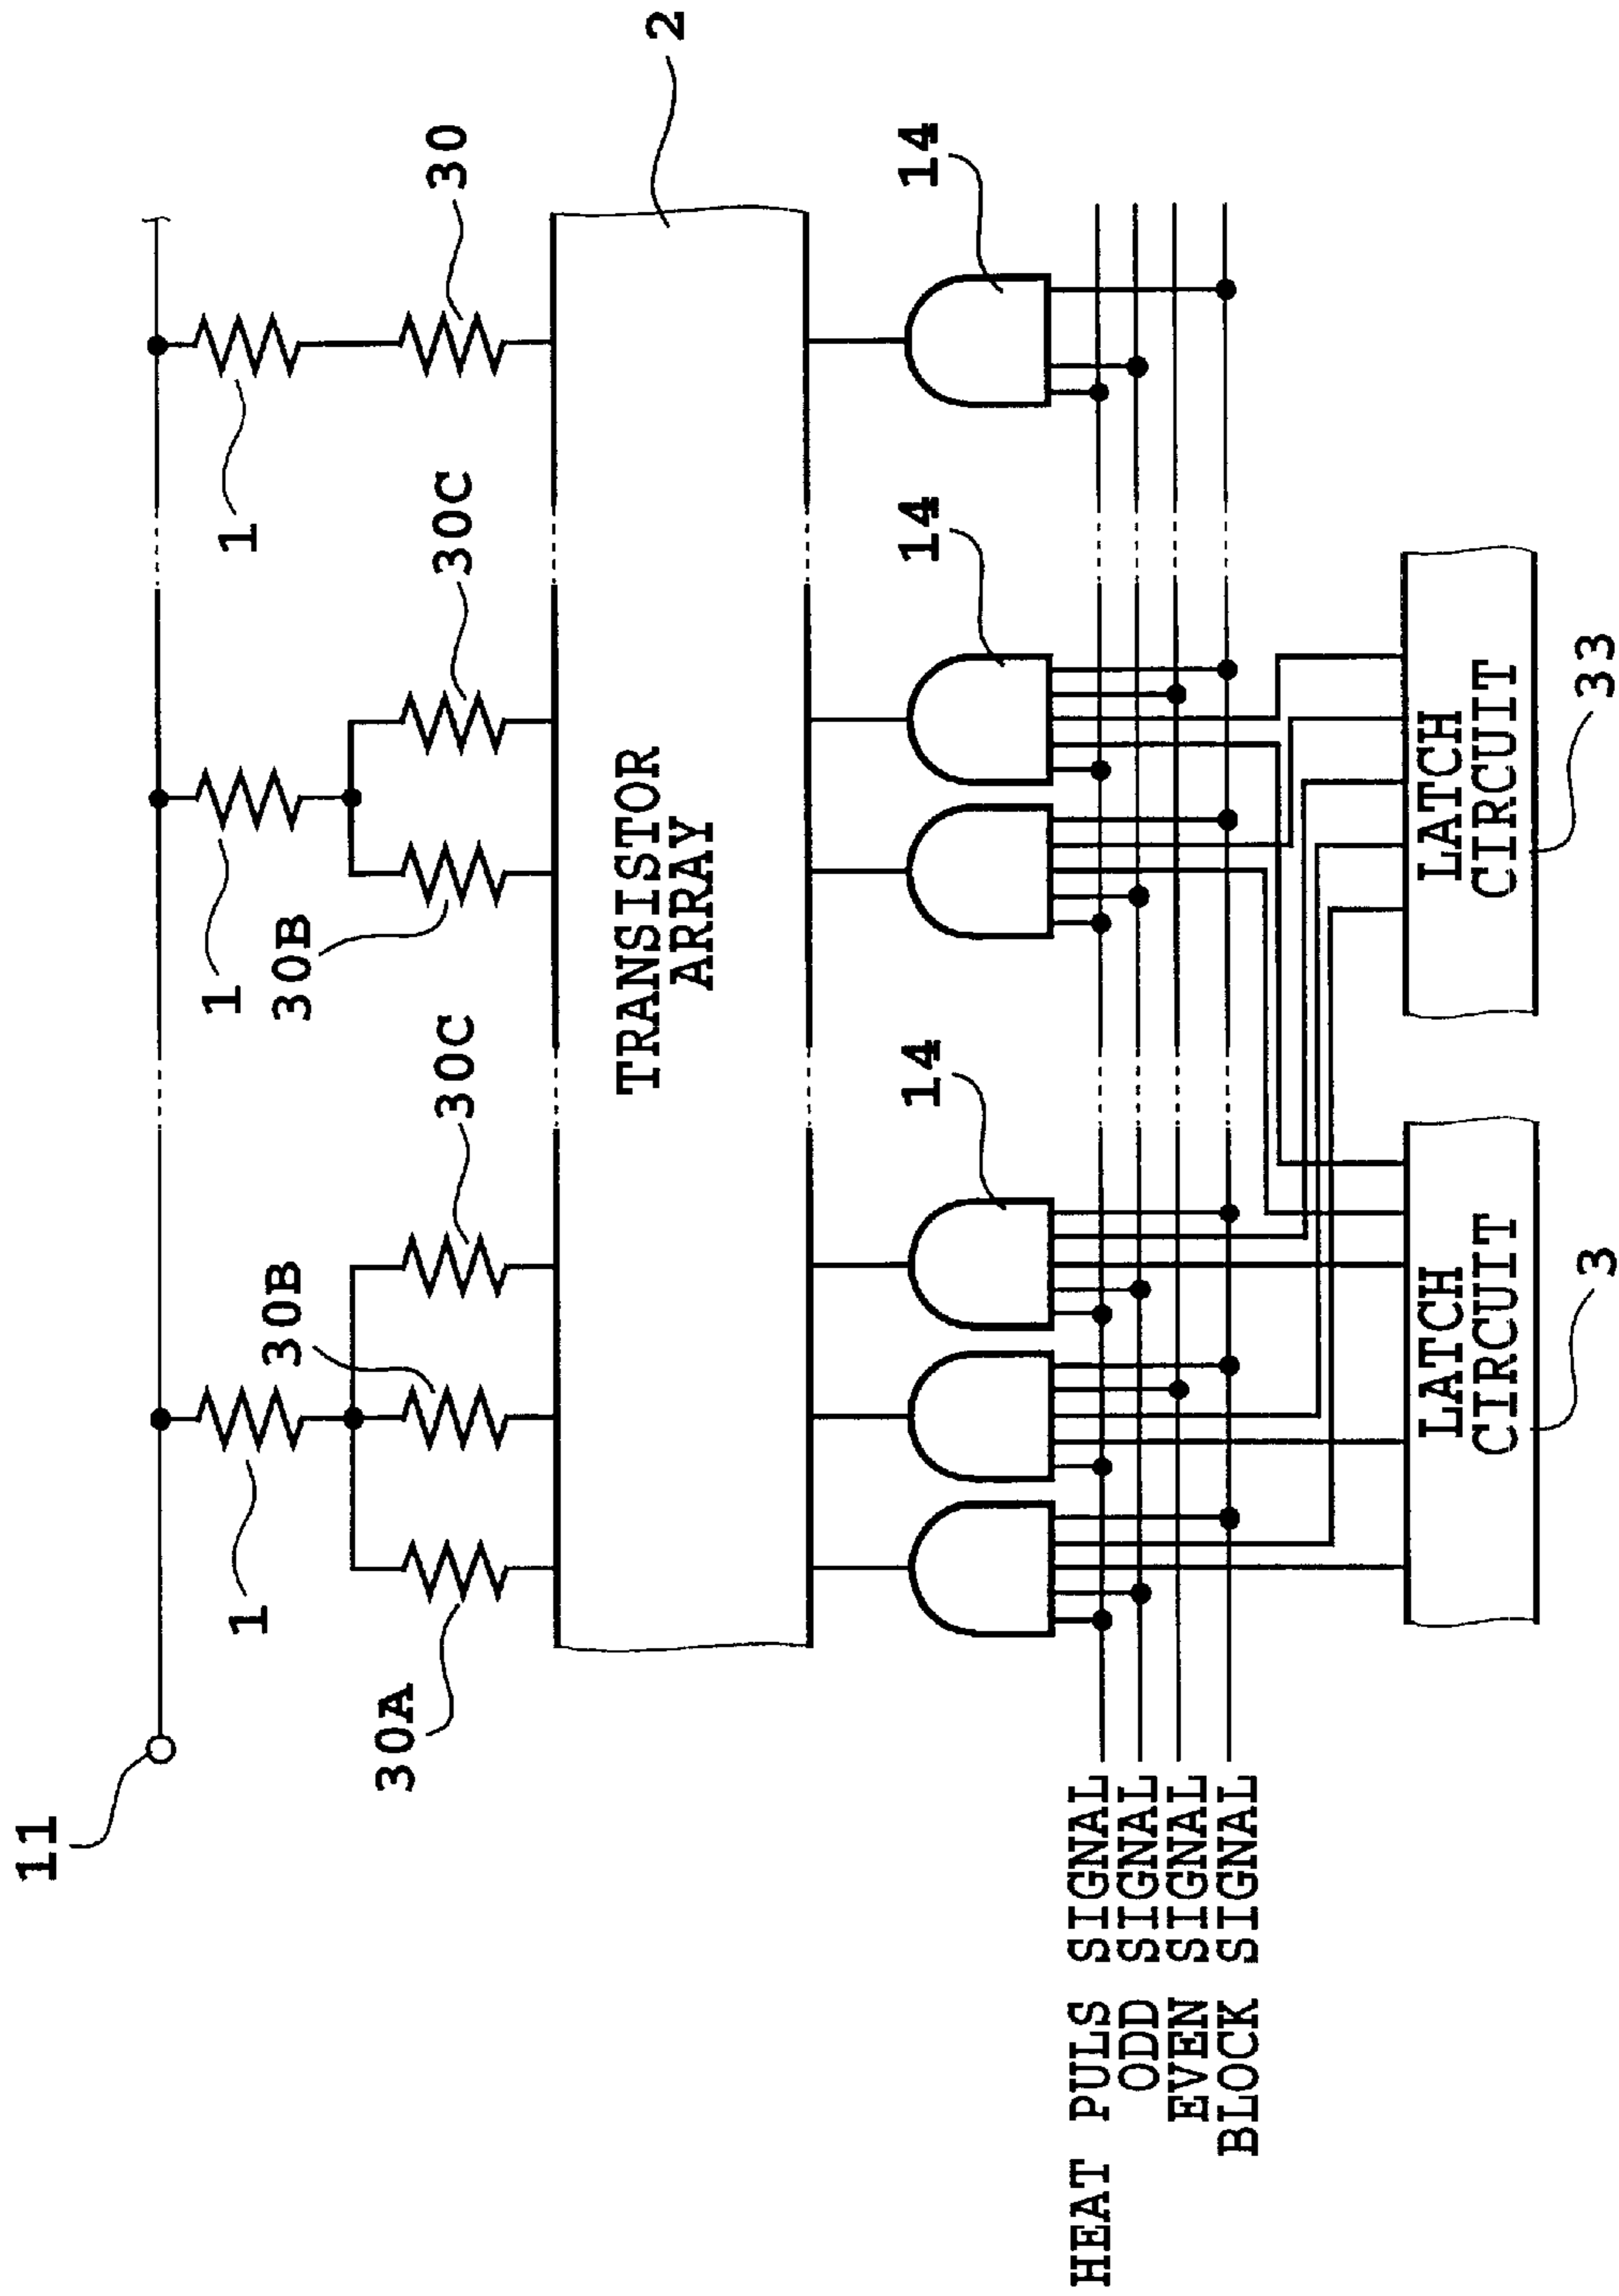 11
1
30A
30B
30C
1
30B
30C
1
30
2
TRANSISTOR
ARRAY
14
14
14
HEAT PULS SIGNAL
ODD SIGNAL
EVEN SIGNAL
BLOCK SIGNAL
LATCH
CIRCUIT
3
LATCH
CIRCUIT
33